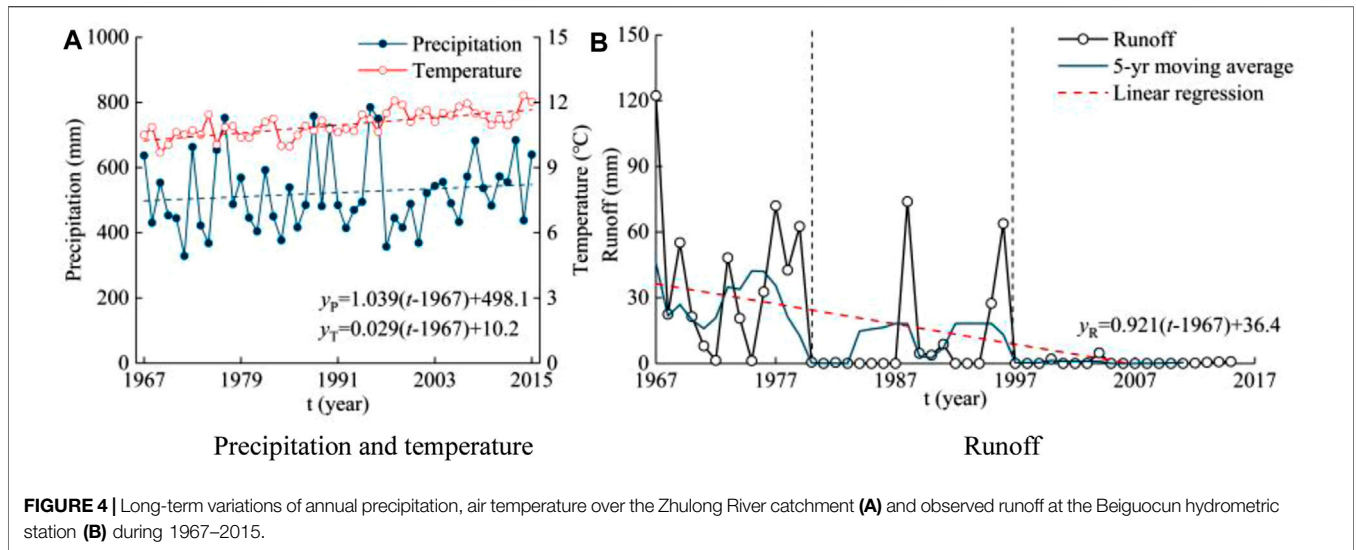 A
1000
800
600
400
200
0
Precipitation (mm)
Precipitation
Temperature
15
12
9
6
3
0
Temperature (°C)
yP=1.039(t-1967)+498.1
yT=0.029(t-1967)+10.2
1967 1979 1991 2003 2015
t (year)
Precipitation and temperature
B
150
120
90
60
30
0
Runoff (mm)
Runoff
5-yr moving average
Linear regression
yR=0.921(t-1967)+36.4
1967 1977 1987 1997 2007 2017
t (year)
Runoff
FIGURE 4 | Long-term variations of annual precipitation, air temperature over the Zhulong River catchment (A) and observed runoff at the Beiguocun hydrometric
station (B) during 1967–2015.